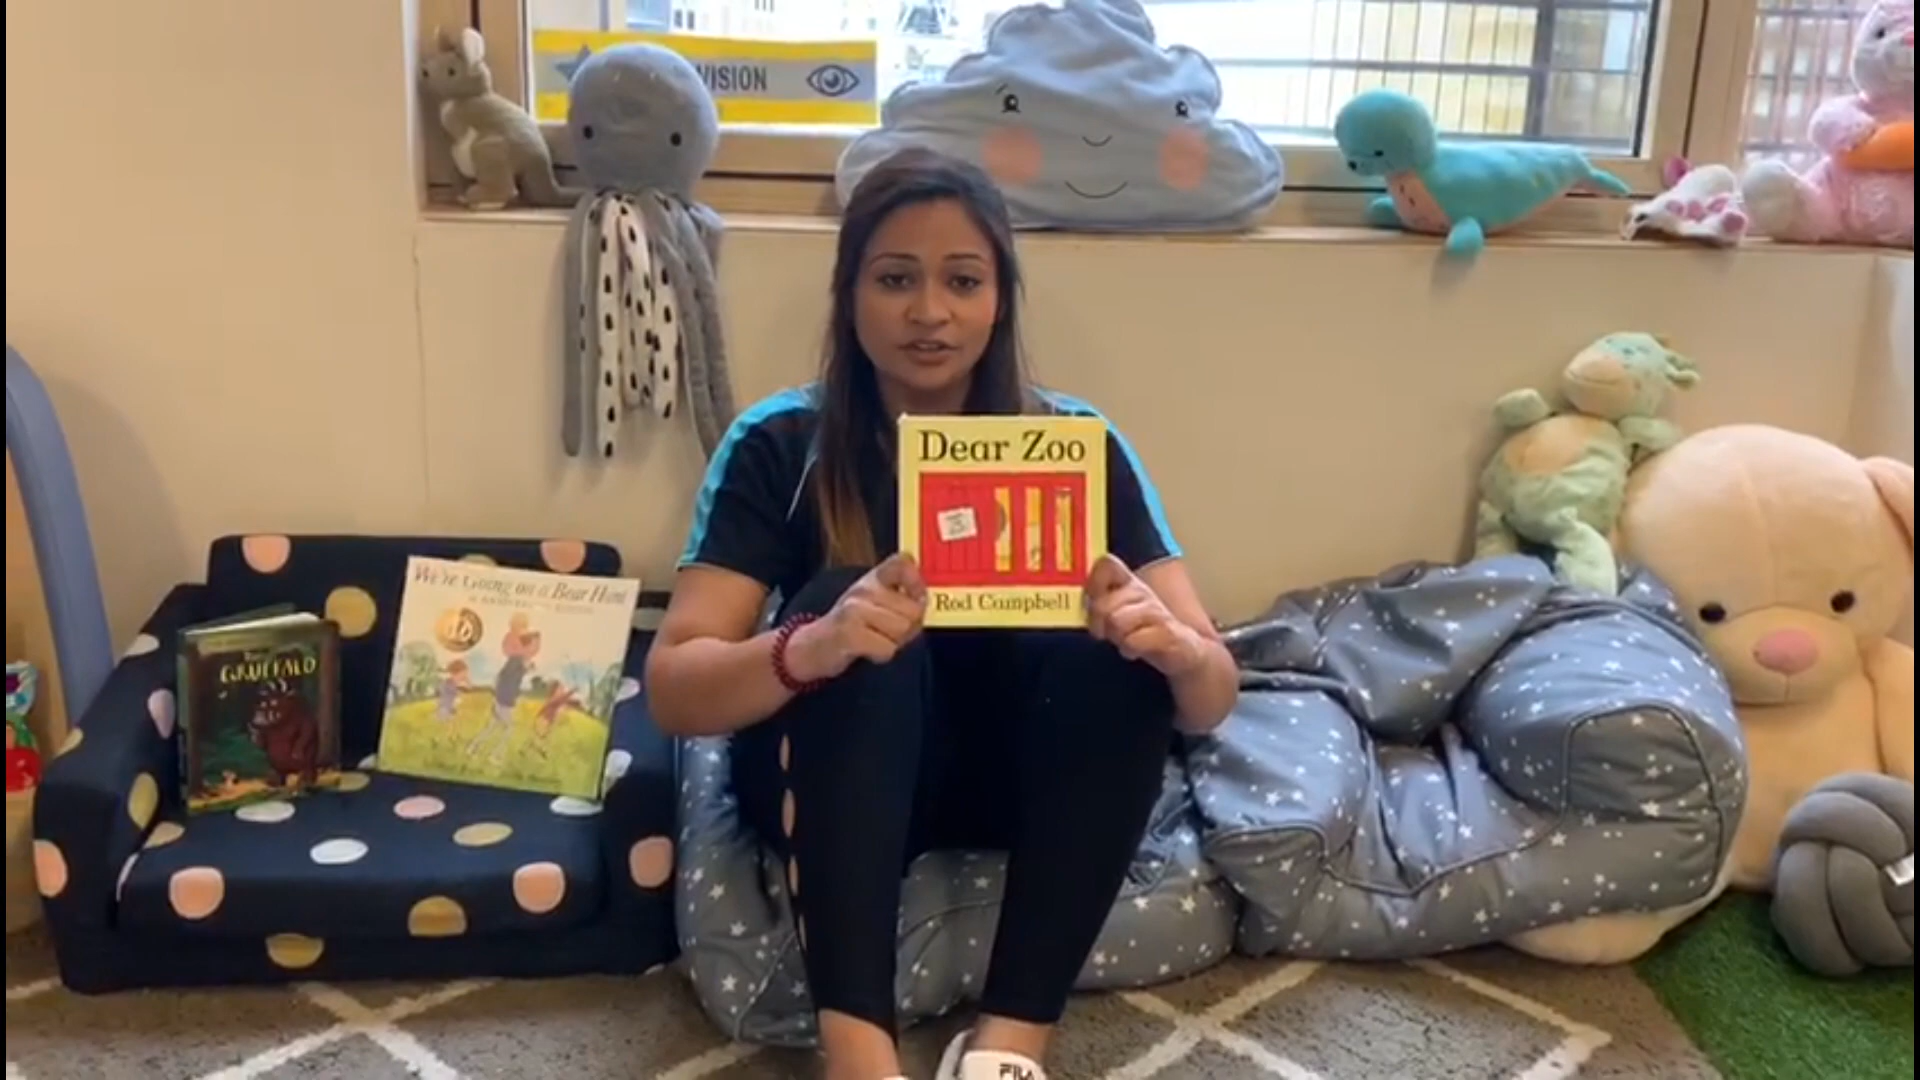 VISION
Dear Zoo
Rod Campbell
We're Going on a Bear Hunt
GRUFFALO
FILA